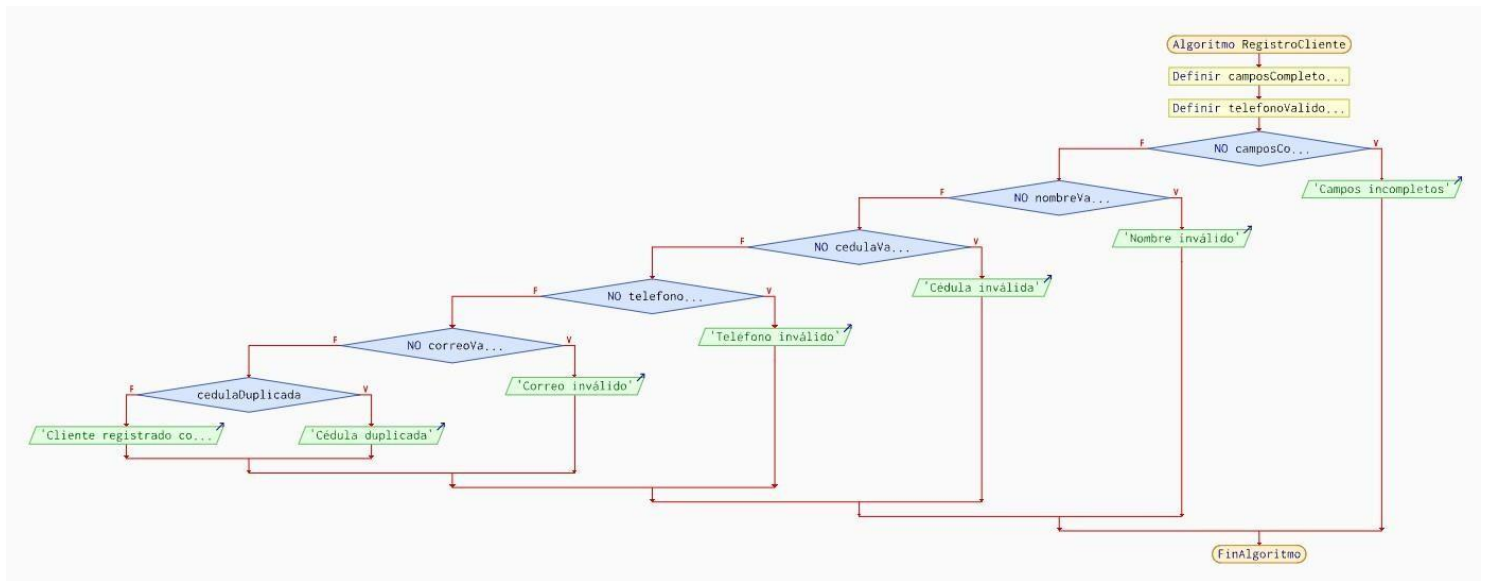 Algoritmo RegistroCliente
Definir camposCompleto...
Definir telefonoValido...
F
NO camposCo...
V
'Campos incompletos'
F
NO nombreVa...
V
'Nombre inválido'
F
NO cedulaVa...
V
'Cédula inválida'
F
NO telefono...
V
'Teléfono inválido'
F
NO correoVa...
V
'Correo inválido'
F
cedulaDuplicada
V
'Cliente registrado co...
'Cédula duplicada'
FinAlgoritmo